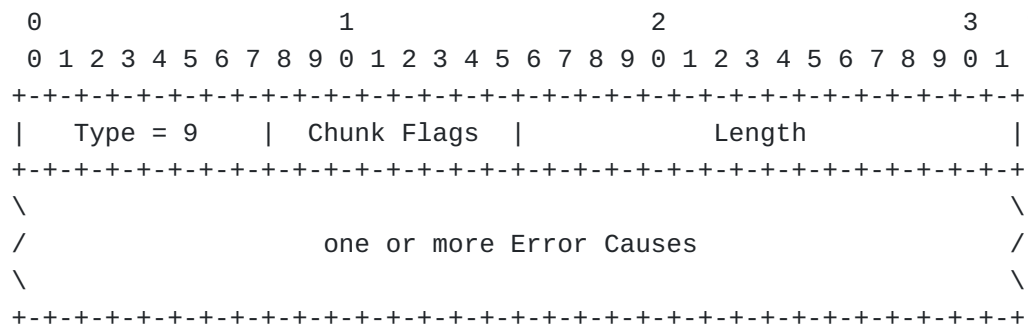 0                   1                   2                   3
 0 1 2 3 4 5 6 7 8 9 0 1 2 3 4 5 6 7 8 9 0 1 2 3 4 5 6 7 8 9 0 1
+-+-+-+-+-+-+-+-+-+-+-+-+-+-+-+-+-+-+-+-+-+-+-+-+-+-+-+-+-+-+-+-+
|   Type = 9    |  Chunk Flags  |            Length             |
+-+-+-+-+-+-+-+-+-+-+-+-+-+-+-+-+-+-+-+-+-+-+-+-+-+-+-+-+-+-+-+-+
\                                                               \
/                   one or more Error Causes                    /
\                                                               \
+-+-+-+-+-+-+-+-+-+-+-+-+-+-+-+-+-+-+-+-+-+-+-+-+-+-+-+-+-+-+-+-+